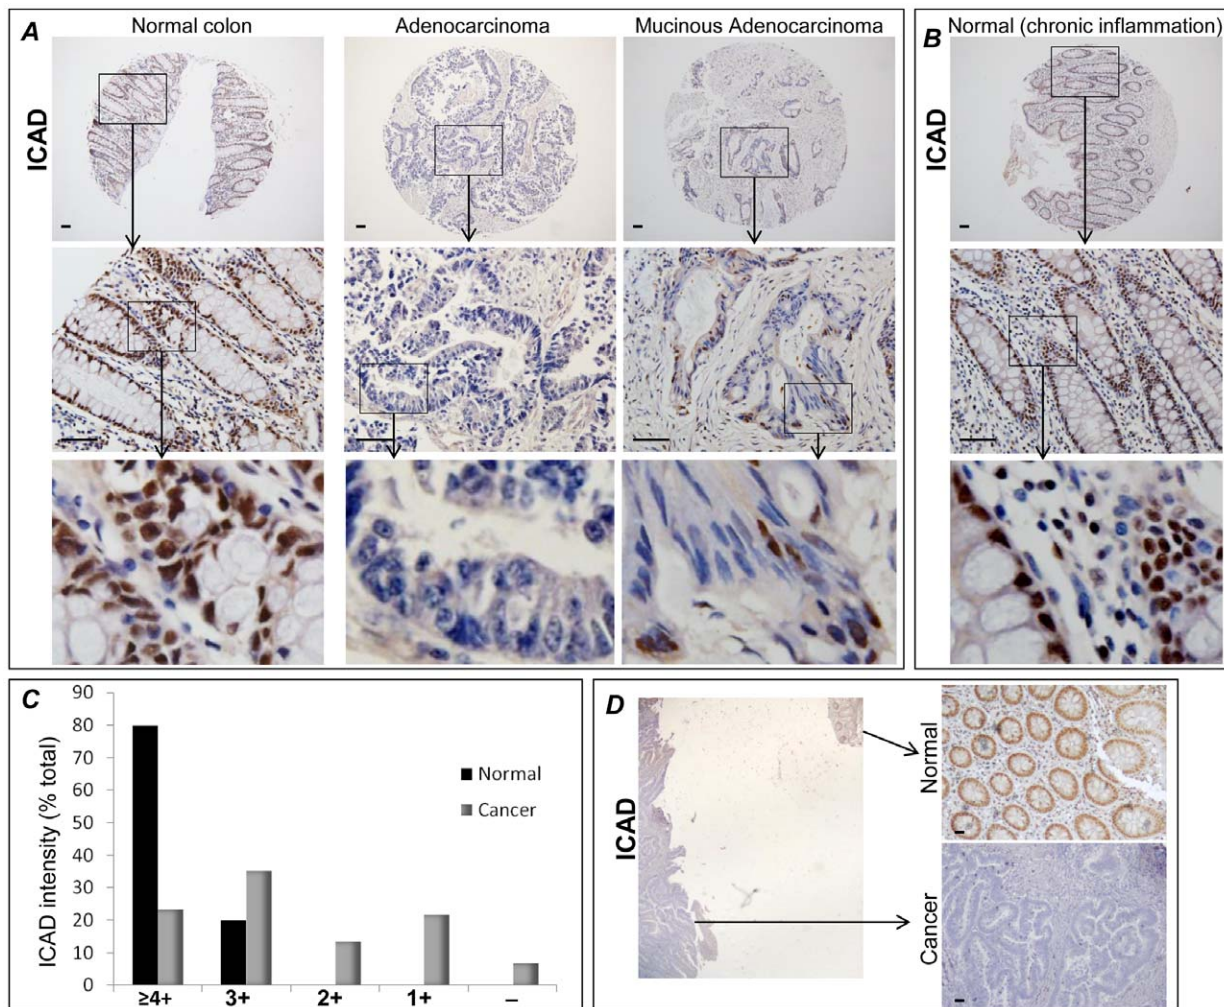 A
Normal colon
Adenocarcinoma
Mucinous Adenocarcinoma
ICAD
B
Normal (chronic inflammation)
ICAD
C
ICAD intensity (% total)
90
80
70
60
50
40
30
20
10
0
Normal
Cancer
≥4+ 3+ 2+ 1+ –
D
ICAD
Normal
Cancer